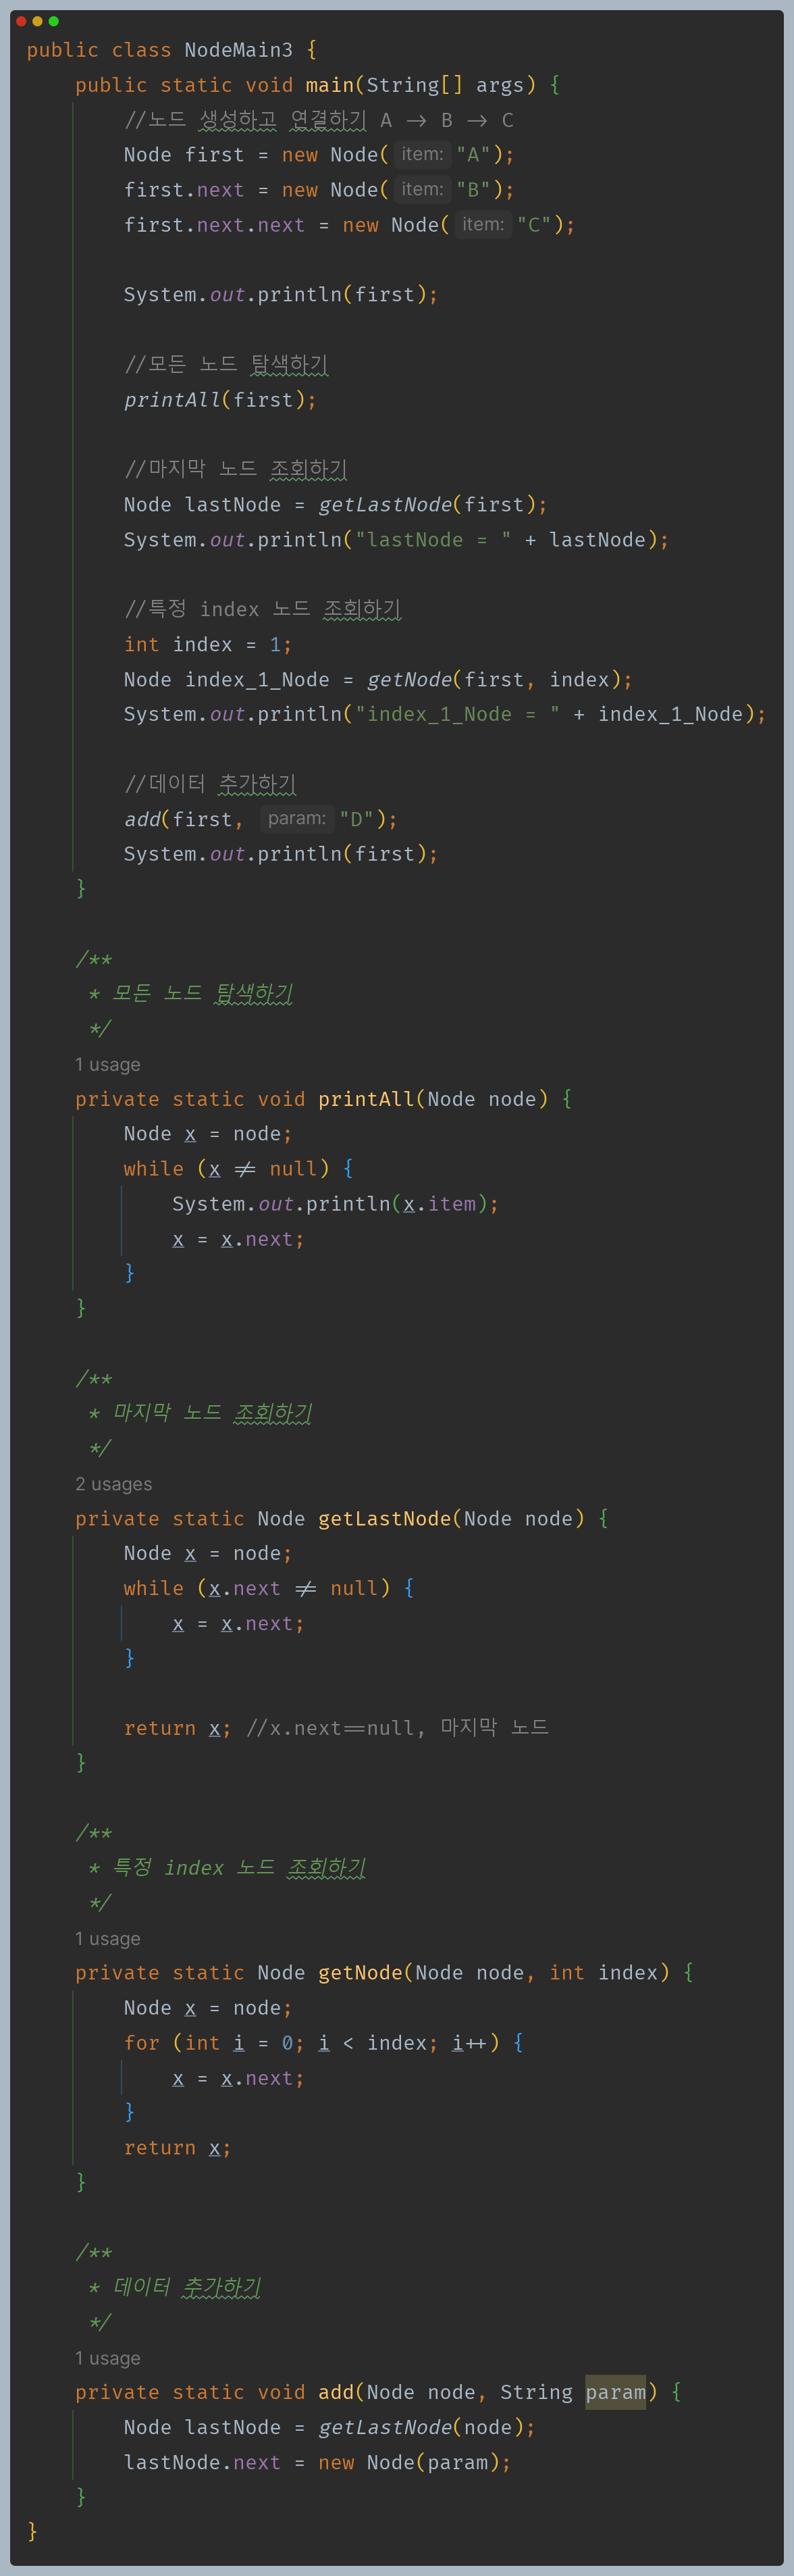 public class NodeMain3 {
public static void main(String[] args) {
//노드 생성하고 연결하기 A -> B -> C
Node first = new Node( item: "A");
first.next = new Node( item: "B");
first.next.next = new Node( item: "C");
System.out.println(first);
//모든 노드 탐색하기
printAll(first);
//마지막 노드 조회하기
Node lastNode = getLastNode(first);
System.out.println("lastNode = " + lastNode);
//특정 index 노드 조회하기
int index = 1;
Node index_1_Node = getNode(first, index);
System.out.println("index_1_Node = " + index_1_Node);
//데이터 추가하기
add(first, param: "D");
System.out.println(first);
}
/**
* 모든 노드 탐색하기
*/
1 usage
private static void printAll(Node node) {
Node x = node;
while (x != null) {
System.out.println(x.item);
x = x.next;
}
}
/**
* 마지막 노드 조회하기
*/
2 usages
private static Node getLastNode(Node node) {
Node x = node;
while (x.next != null) {
x = x.next;
}
return x; //x.next==null, 마지막 노드
}
/**
* 특정 index 노드 조회하기
*/
1 usage
private static Node getNode(Node node, int index) {
Node x = node;
for (int i = 0; i < index; i++) {
x = x.next;
}
return x;
}
/**
* 데이터 추가하기
*/
1 usage
private static void add(Node node, String param) {
Node lastNode = getLastNode(node);
lastNode.next = new Node(param);
}
}